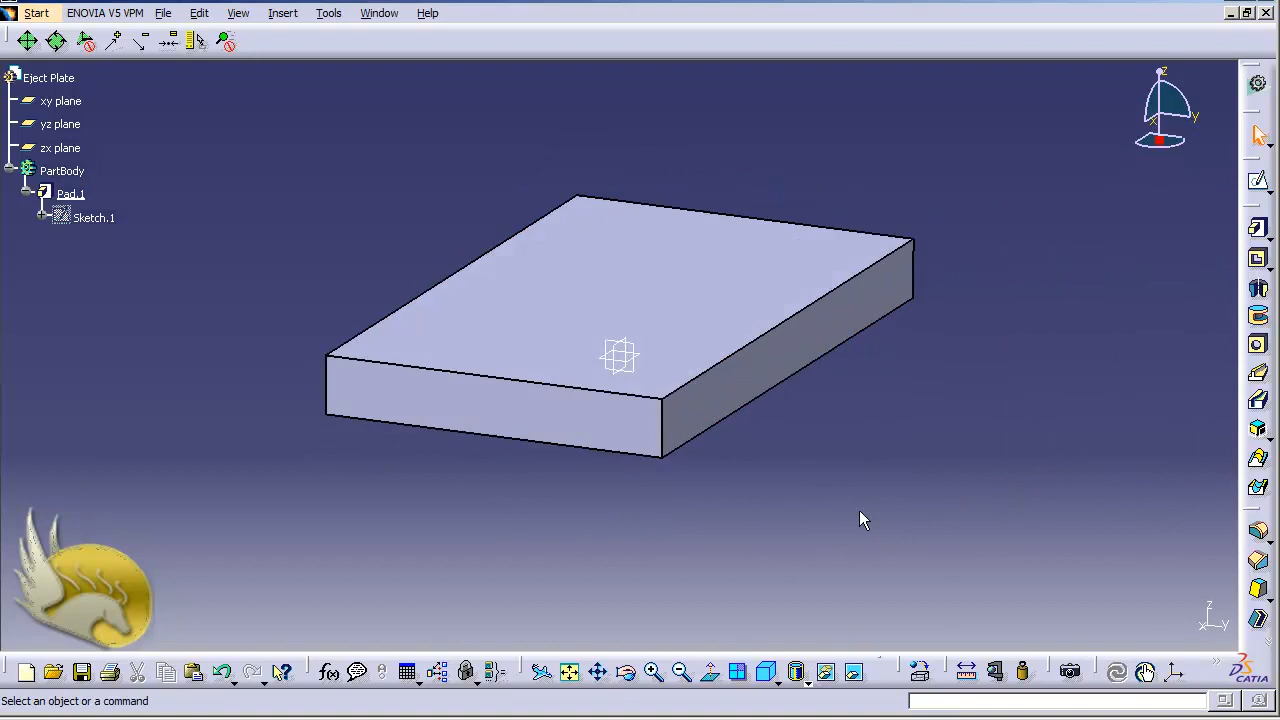 Start ENOVIA V5 VPM File Edit View Insert Tools Window Help
Eject Plate
xy plane
yz plane
zx plane
PartBody
Pad.1
Sketch.1
z
x y
z
x y
f(x)
CATIA
Select an object or a command